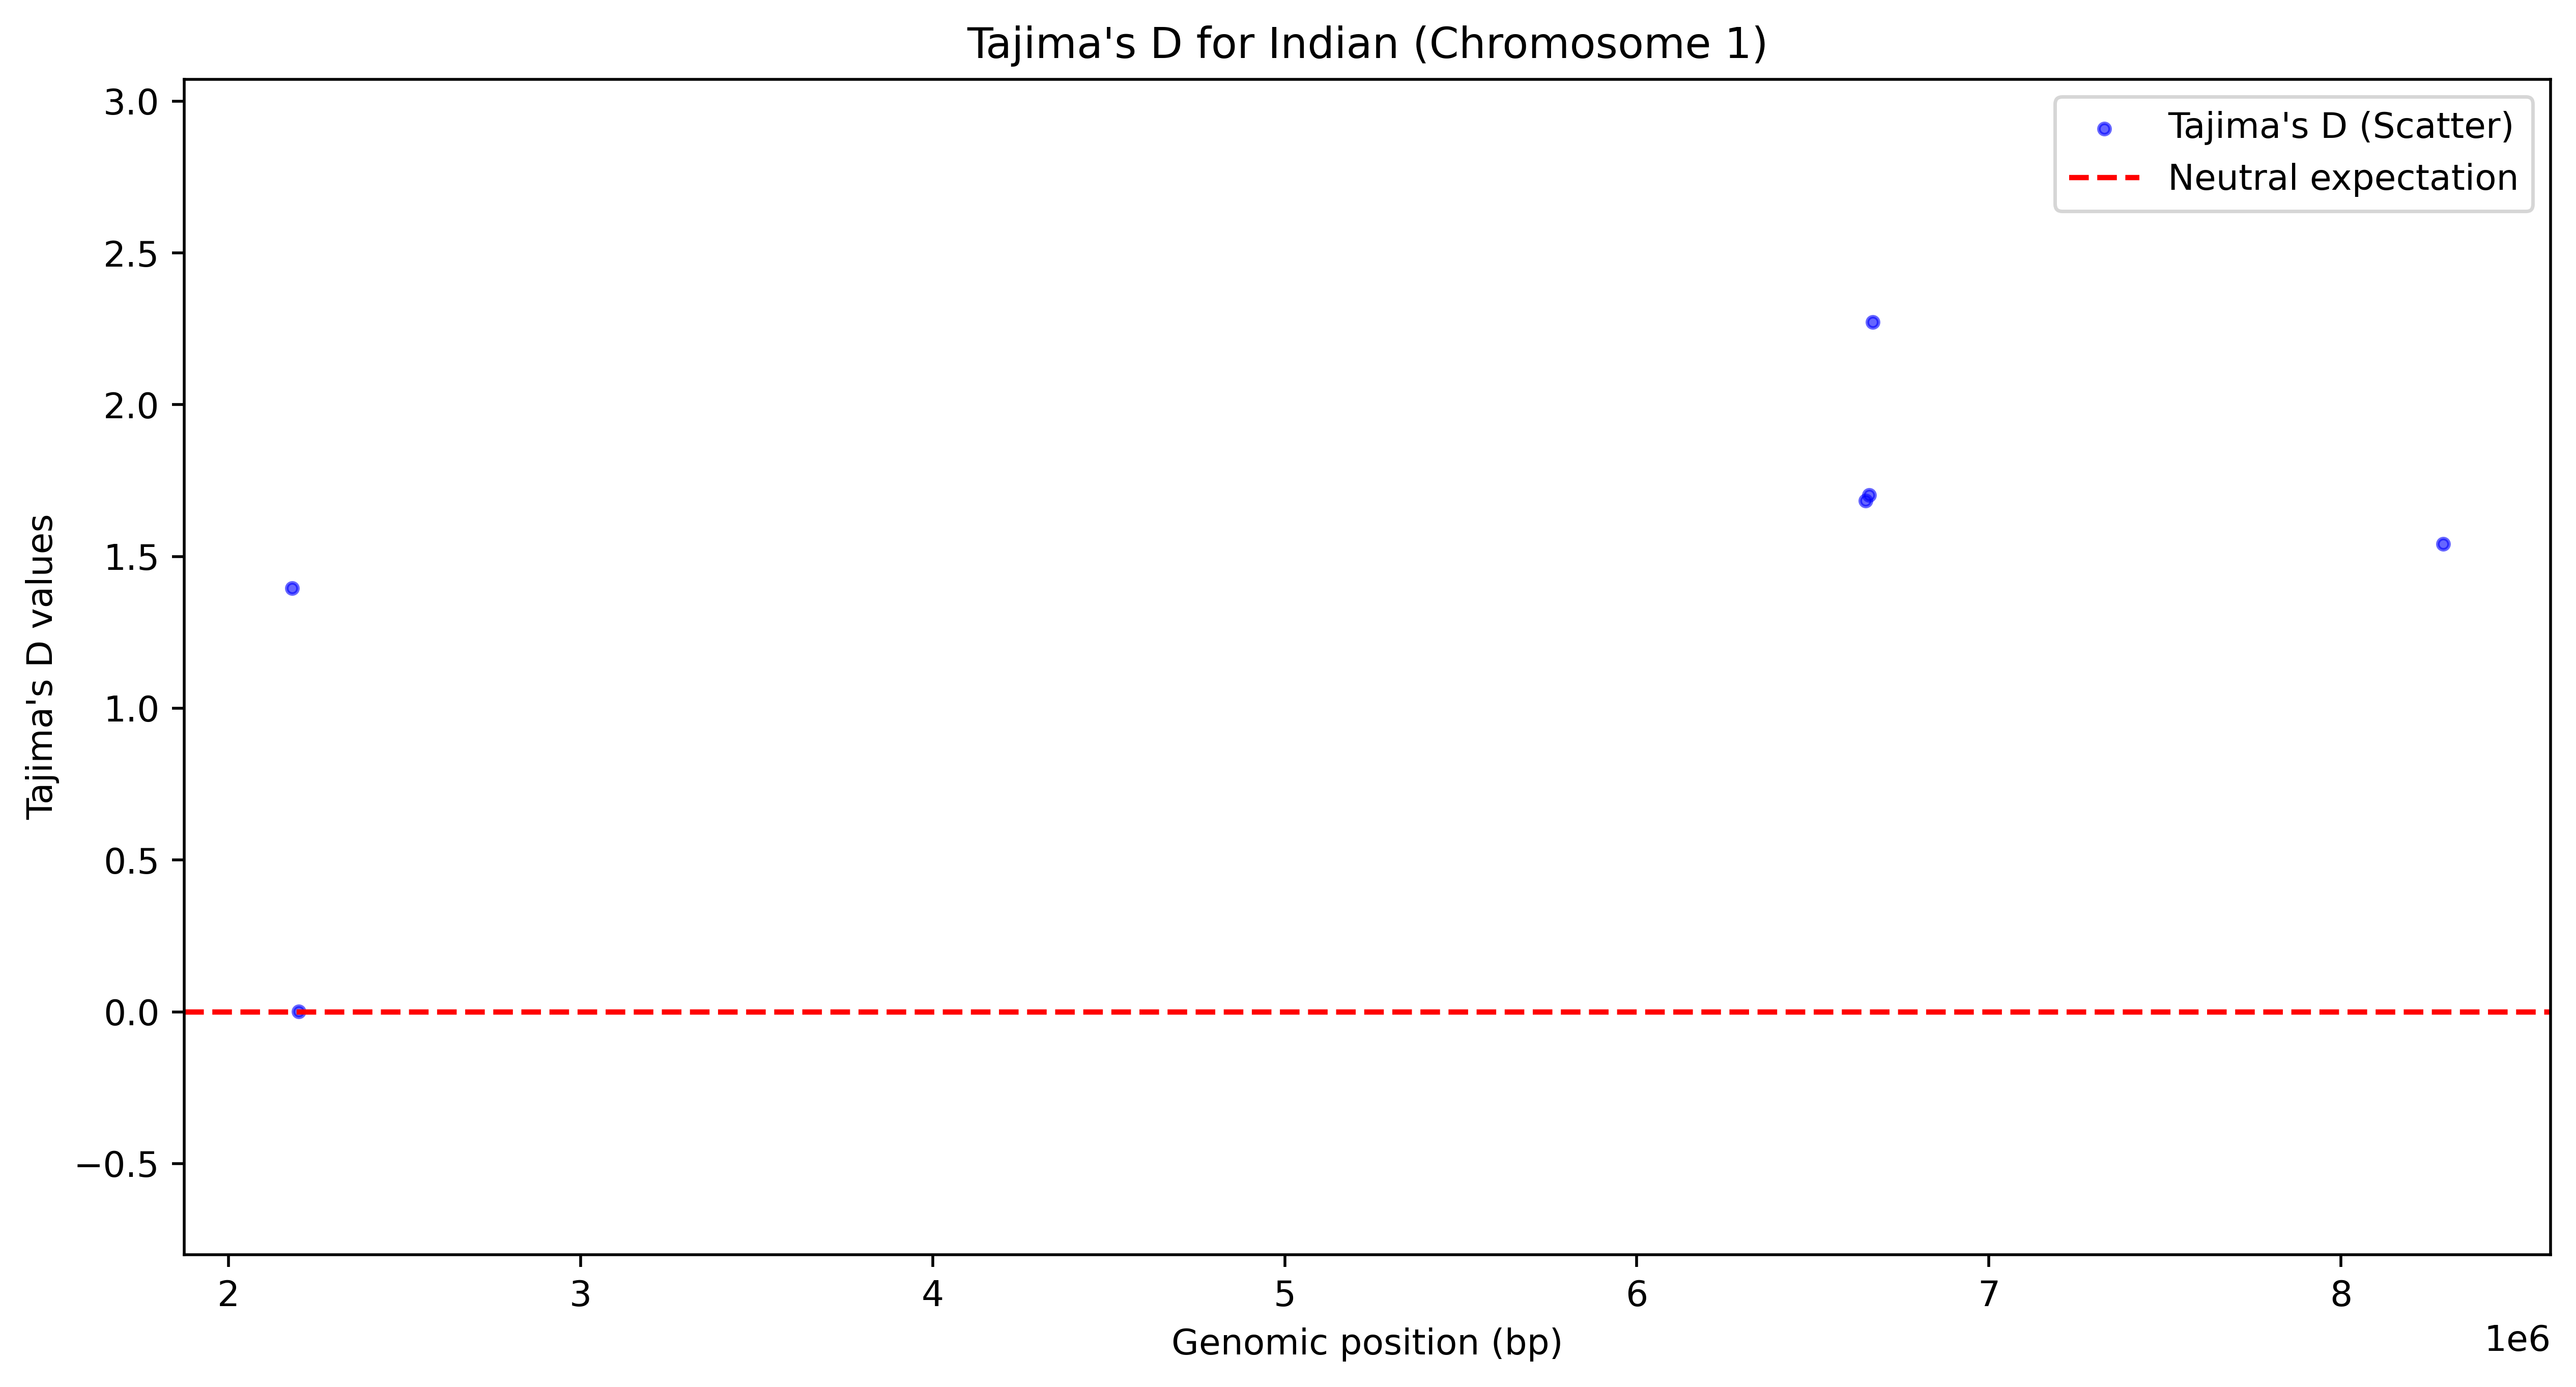 Tajima's D for Indian (Chromosome 1)
Tajima's D (Scatter)
Neutral expectation
Tajima's D values
3.0
2.5
2.0
1.5
1.0
0.5
0.0
−0.5
2 3 4 5 6 7 8
1e6
Genomic position (bp)